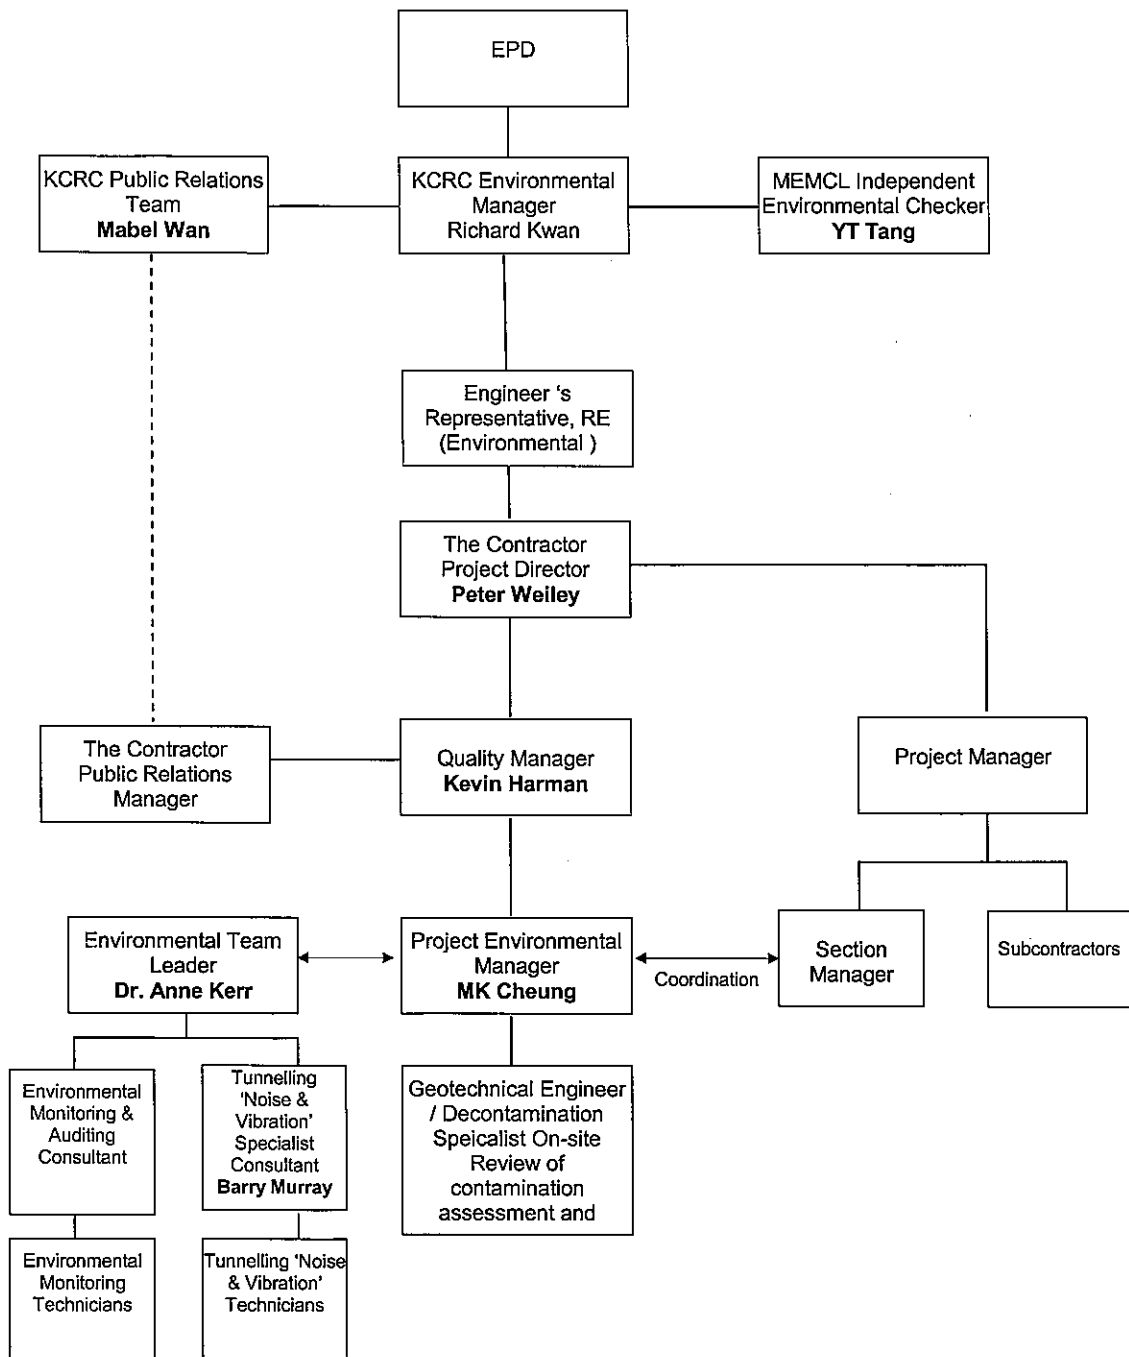 EPD
KCRC Public Relations
Team
Mabel Wan
KCRC Environmental
Manager
Richard Kwan
MEMCL Independent
Environmental Checker
YT Tang
Engineer ‘s
Representative, RE
(Environmental )
The Contractor
Project Director
Peter Weiley
The Contractor
Public Relations
Manager
Quality Manager
Kevin Harman
Project Manager
Environmental Team
Leader
Dr. Anne Kerr
Project Environmental
Manager
MK Cheung
Coordination
Section
Manager
Subcontractors
Environmental
Monitoring &
Auditing
Consultant
Tunnelling
‘Noise &
Vibration’
Specialist
Consultant
Barry Murray
Geotechnical Engineer
/ Decontamination
Speicalist On-site
Review of
contamination
assessment and
Environmental
Monitoring
Technicians
Tunnelling ‘Noise
& Vibration’
Technicians